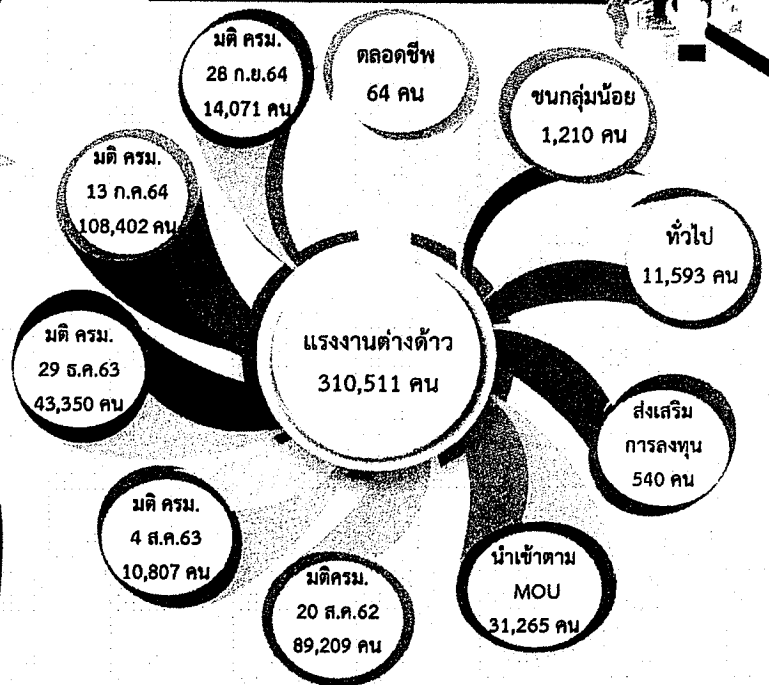 มติ ครม.
28 ก.ย.64
14,071 คน
ตลอดชีพ
64 คน
ชนกลุ่มน้อย
1,210 คน
มติ ครม.
13 ก.ค.64
108,402 คน
ทั่วไป
11,593 คน
แรงงานต่างด้าว
310,511 คน
มติ ครม.
29 ธ.ค.63
43,350 คน
ส่งเสริม
การลงทุน
540 คน
มติ ครม.
4 ส.ค.63
10,807 คน
นำเข้าตาม
MOU
31,265 คน
มติครม.
20 ส.ค.62
89,209 คน